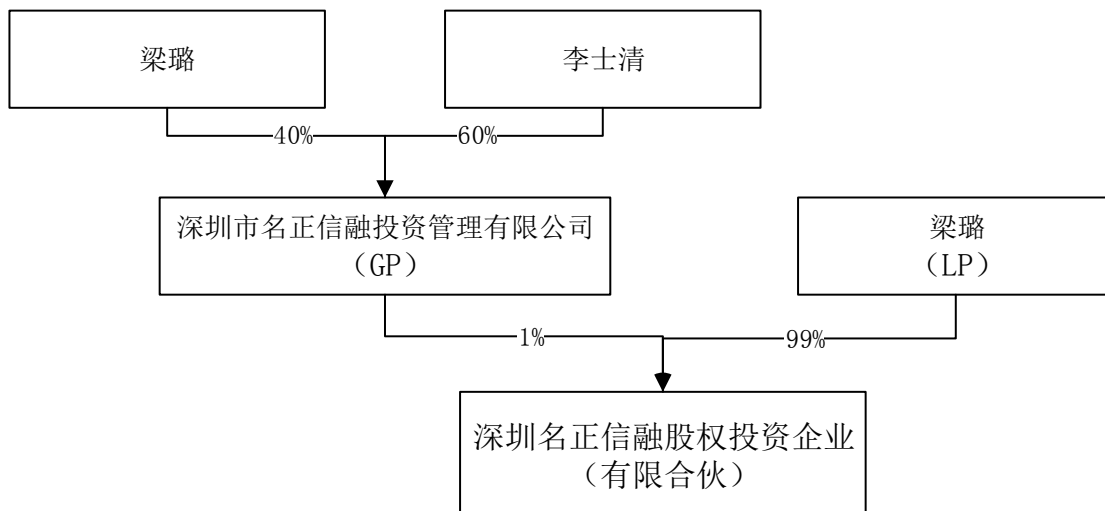 梁璐
李士清
40%
60%
深圳市名正信融投资管理有限公司
（GP）
梁璐
（LP）
1%
99%
深圳名正信融股权投资企业
（有限合伙）